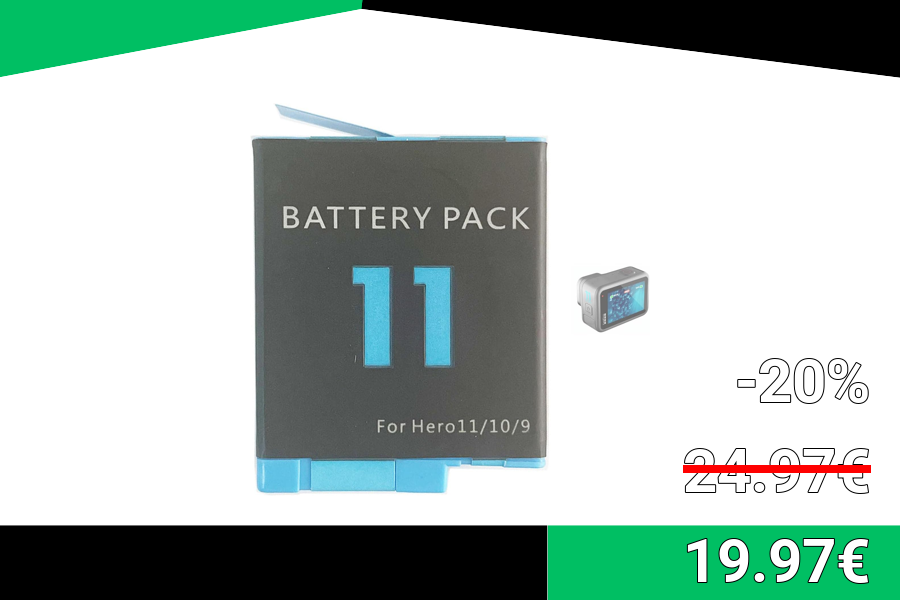 BATTERY PACK
11
For Hero11/10/9
-20%
24.97€
19.97€